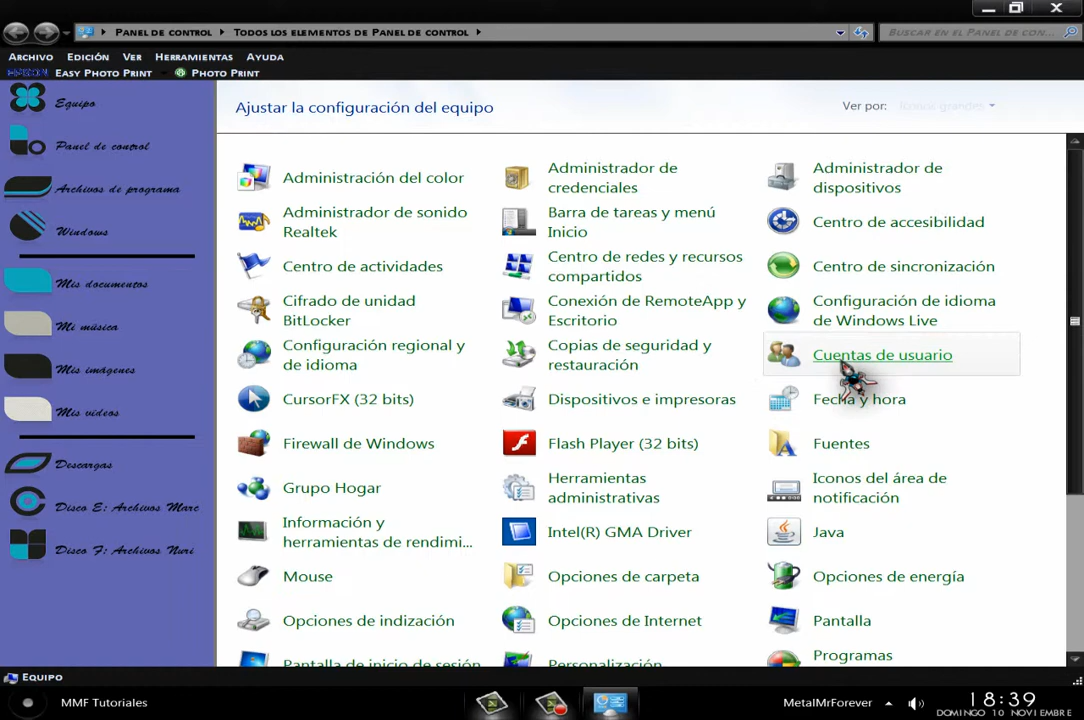 Panel de control ▸ Todos los elementos de Panel de control ▸
Buscar en el Panel de con...
Archivo Edición Ver Herramientas Ayuda
EPSON Easy Photo Print Photo Print
Equipo
Panel de control
Archivos de programa
Windows
Mis documentos
Mi música
Mis imágenes
Mis vídeos
Descargas
Disco E: Archivos Marc
Disco F: Archivos Nuri
Ajustar la configuración del equipo
Ver por: Iconos grandes
Administración del color
Administrador de
credenciales
Administrador de
dispositivos
Administrador de sonido
Realtek
Barra de tareas y menú
Inicio
Centro de accesibilidad
Centro de actividades
Centro de redes y recursos
compartidos
Centro de sincronización
Cifrado de unidad
BitLocker
Conexión de RemoteApp y
Escritorio
Configuración de idioma
de Windows Live
Configuración regional y
de idioma
Copias de seguridad y
restauración
Cuentas de usuario
CursorFX (32 bits)
Dispositivos e impresoras
Fecha y hora
Firewall de Windows
Flash Player (32 bits)
Fuentes
Grupo Hogar
Herramientas
administrativas
Iconos del área de
notificación
Información y
herramientas de rendimi...
Intel(R) GMA Driver
Java
Mouse
Opciones de carpeta
Opciones de energía
Opciones de indización
Opciones de Internet
Pantalla
Pantalla de inicio de sesión
Personalización
Programas
Equipo
MMF Tutoriales
MetalMrForever
18:39
Domingo 10 Noviembre